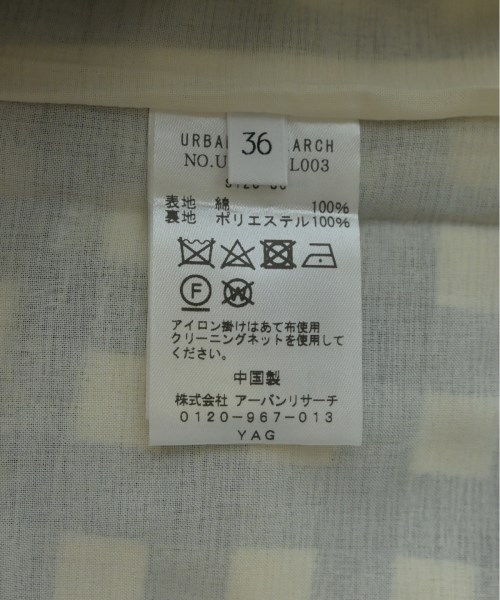 36
ARCH
L003
表地 綿 100%
裏地 ポリエステル100%
F
W
アイロン掛けはあて布使用
クリーニングネットを使用して
ください。
中国製
株式会社 アーバンリサーチ
0120-967-013
YAG